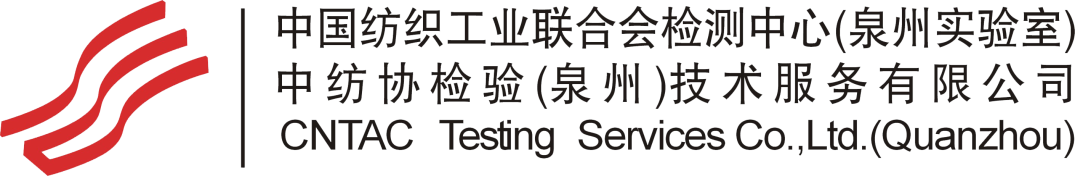 中国纺织工业联合会检测中心(泉州实验室)
中纺协检验(泉州)技术服务有限公司
CNTAC Testing Services Co.,Ltd.(Quanzhou)